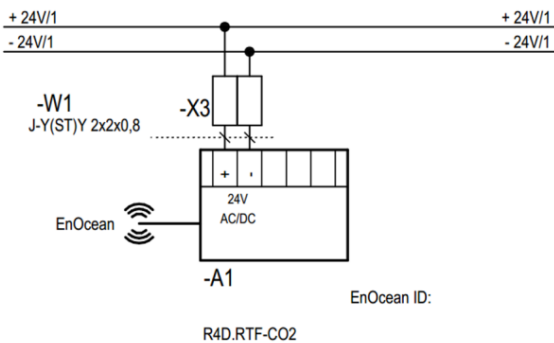 + 24V/1 + 24V/1
- 24V/1 - 24V/1
-W1 -X3
J-Y(ST)Y 2x2x0,8
+ -
24V
AC/DC
EnOcean
-A1
EnOcean ID:
R4D.RTF-CO2